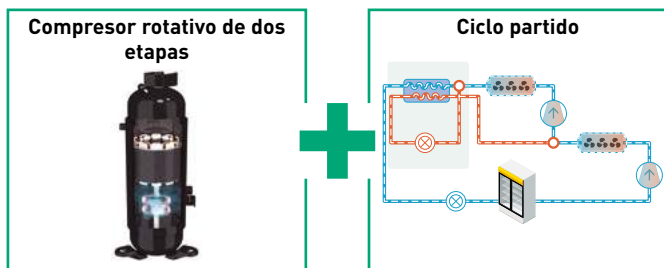 Compresor rotativo de dos
etapas
Ciclo partido